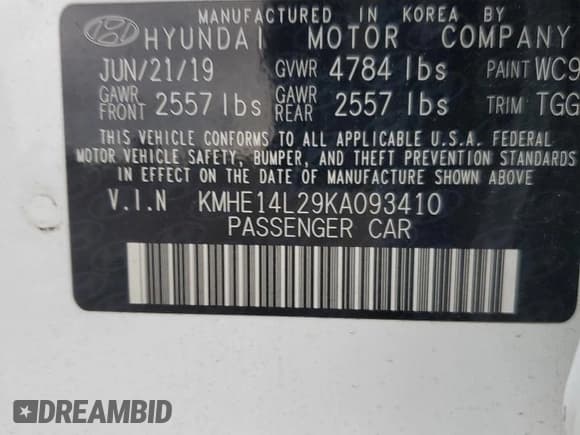 MANUFACTURED IN KOREA BY
HYUNDAI MOTOR COMPANY
JUN/21/19 GVWR 4784 lbs PAINT WC9
GAWR FRONT 2557 lbs GAWR REAR 2557 lbs TRIM TGG
THIS VEHICLE CONFORMS TO ALL APPLICABLE U.S.A. FEDERAL
MOTOR VEHICLE SAFETY, BUMPER, AND THEFT PREVENTION STANDARDS
IN EFFECT ON THE DATE OF MANUFACTURE SHOWN ABOVE.
V.I.N KMHE14L29KA093410
PASSENGER CAR
DREAMBID